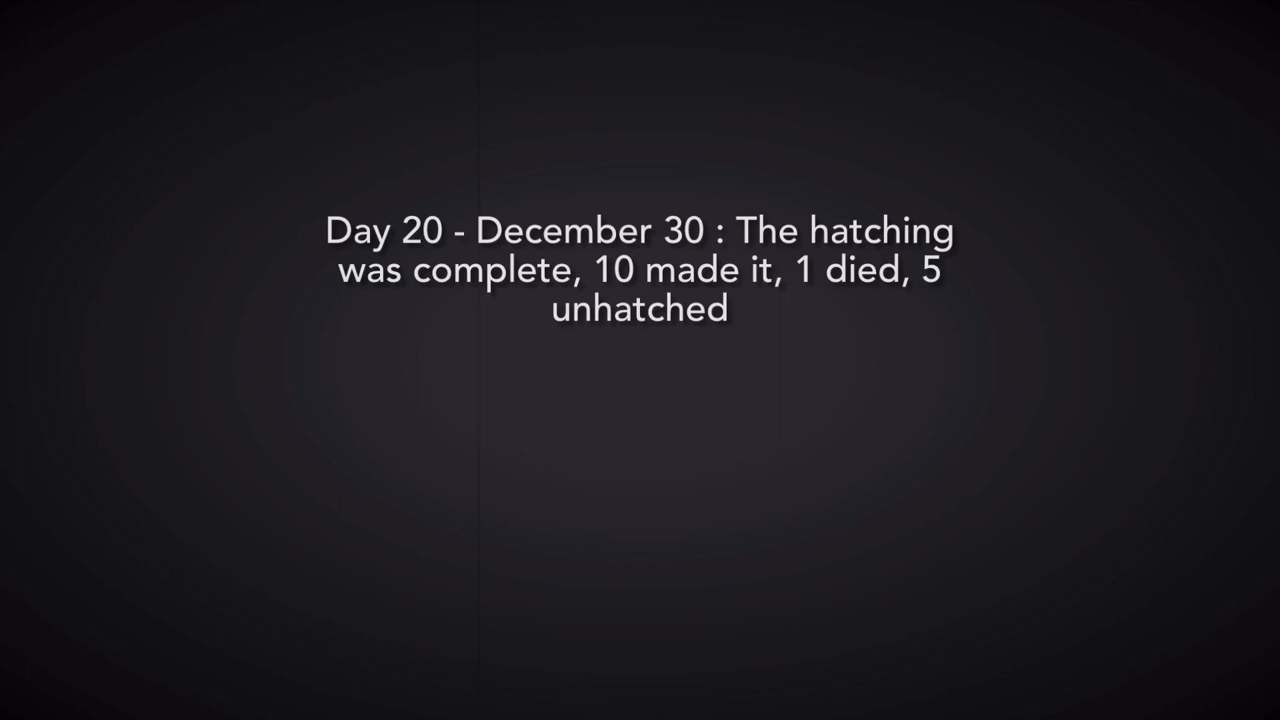 Day 20 - December 30 : The hatching
was complete, 10 made it, 1 died, 5
unhatched